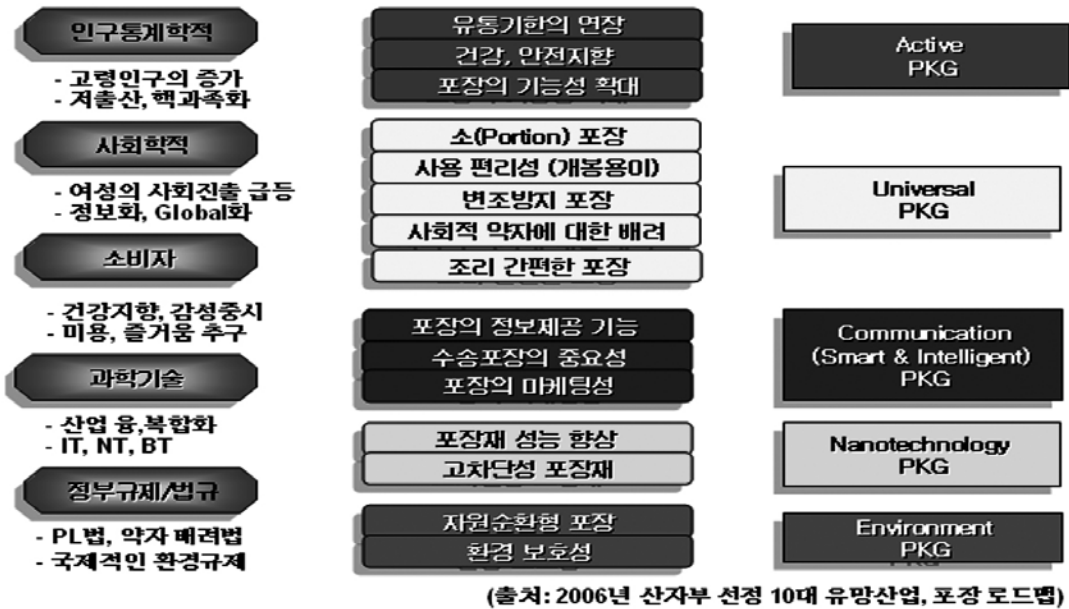 인구통계학적
- 고령인구의 증가
- 저출산, 핵과족화
사회학적
- 여성의 사회진출 급등
- 정보화, Global화
소비자
- 건강지향, 감성중시
- 미용, 즐거움 추구
과학기술
- 산업 융,복합화
- IT, NT, BT
정부규제/법규
- PL법, 약자 배려법
- 국제적인 환경규제
유통기한의 연장
건강, 안전지향
포장의 기능성 확대
소(Portion) 포장
사용 편리성 (개봉용이)
변조방지 포장
사회적 약자에 대한 배려
조리 간편한 포장
포장의 정보제공 기능
수송포장의 중요성
포장의 마케팅성
포장재 성능 향상
고차단성 포장재
자원순환형 포장
환경 보호성
Active
PKG
Universal
PKG
Communication
(Smart & Intelligent)
PKG
Nanotechnology
PKG
Environment
PKG
(출처: 2006년 산자부 선정 10대 유망산업, 포장 로드맵)